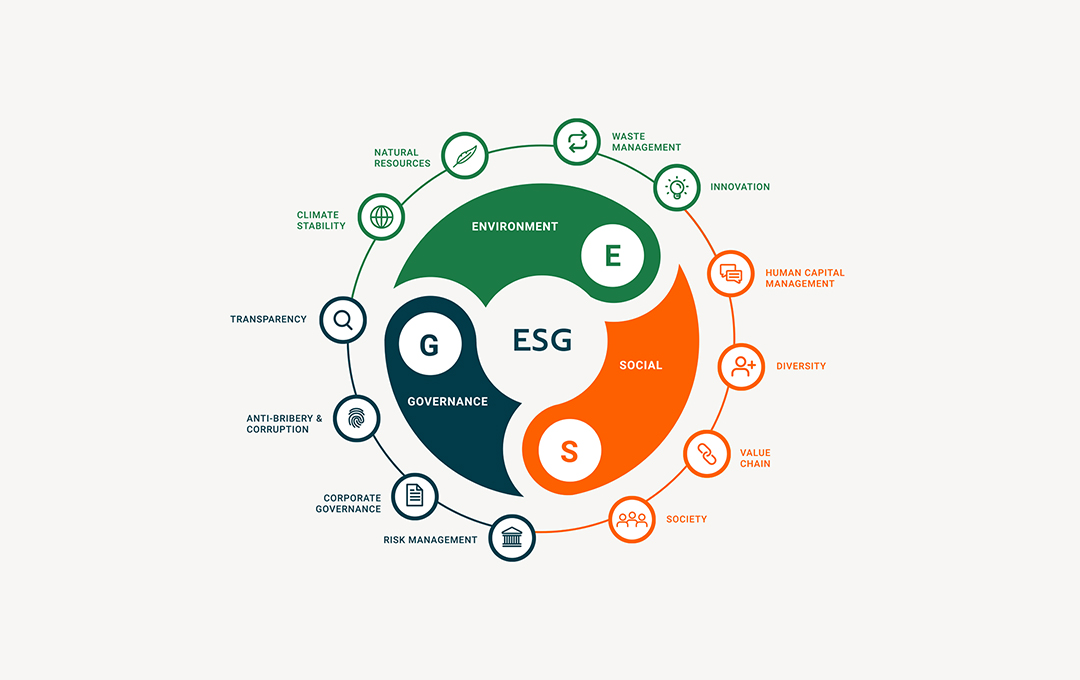 WASTE
MANAGEMENT
NATURAL
RESOURCES
INNOVATION
CLIMATE
STABILITY
ENVIRONMENT
E
HUMAN CAPITAL
MANAGEMENT
TRANSPARENCY
G
ESG
SOCIAL
DIVERSITY
GOVERNANCE
ANTI-BRIBERY &
CORRUPTION
S
VALUE
CHAIN
CORPORATE
GOVERNANCE
SOCIETY
RISK MANAGEMENT